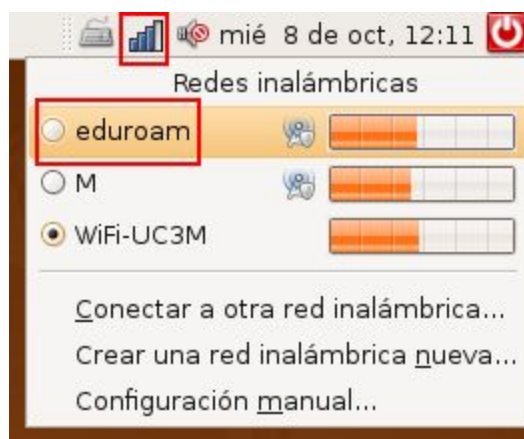 mié 8 de oct, 12:11
Redes inalámbricas
eduroam
M
WiFi-UC3M
Conectar a otra red inalámbrica...
Crear una red inalámbrica nueva...
Configuración manual...